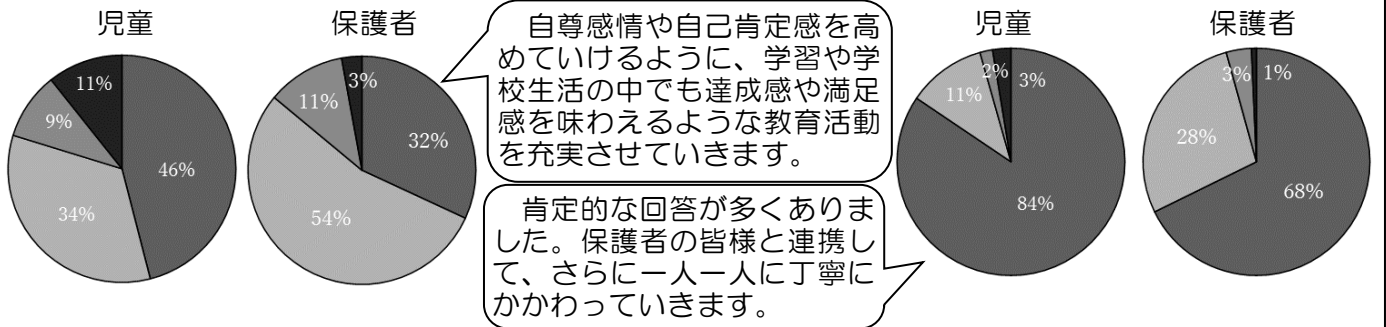 児童
46%
34%
9%
11%
保護者
32%
54%
11%
3%
自尊感情や自己肯定感を高
めていけるように、学習や学
校生活の中でも達成感や満足
感を味わえるような教育活動
を充実させていきます。
肯定的な回答が多くありま
した。保護者の皆様と連携し
て、さらに一人一人に丁寧に
かかわっていきます。
児童
84%
11%
2%
3%
保護者
68%
28%
3%
1%